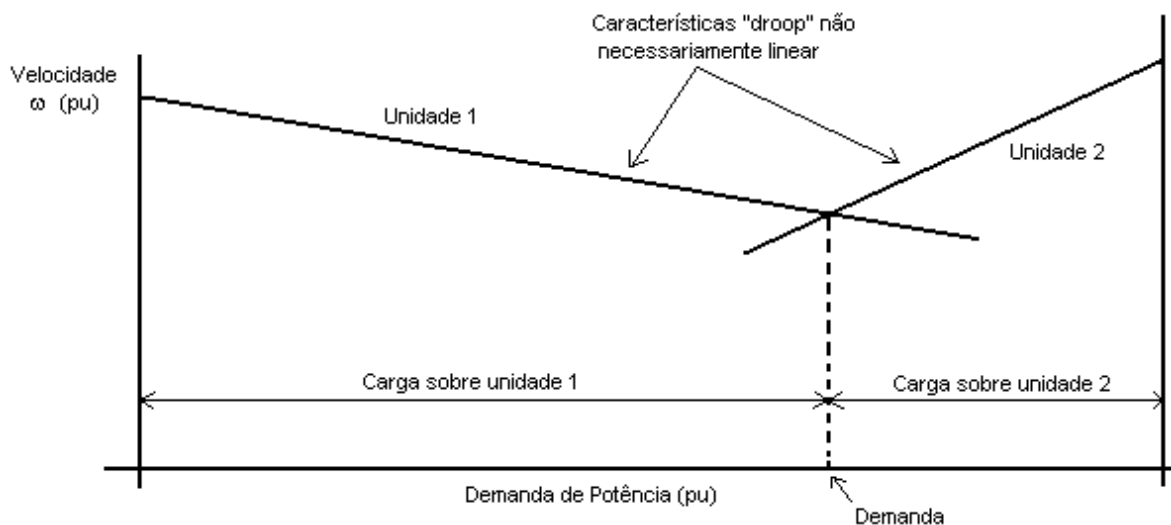 Características "droop" não
necessariamente linear
Velocidade
ω (pu)
Unidade 1
Unidade 2
Carga sobre unidade 1
Carga sobre unidade 2
Demanda de Potência (pu)
Demanda